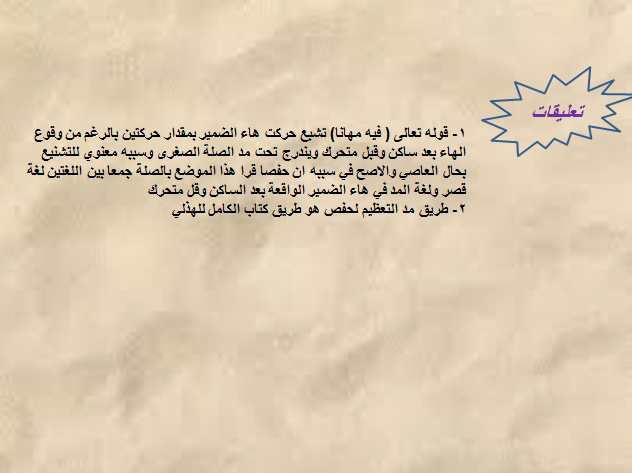 تعليقات
١- قوله تعالى ( فيه مهانا) تشبع حركت هاء الضمير بمقدار حركتين بالرغم من وقوع
الهاء بعد ساكن وقبل متحرك ويندرج تحت مد الصلة الصغرى وسببه معنوي للتشنيع
بحال العاصي والاصح في سببه ان حفصا قرا هذا الموضع بالصلة جمعا بين اللغتين لغة
قصر ولغة المد في هاء الضمير الواقعة بعد الساكن وقل متحرك
٢- طريق مد التعظيم لحفص هو طريق كتاب الكامل للهذلي